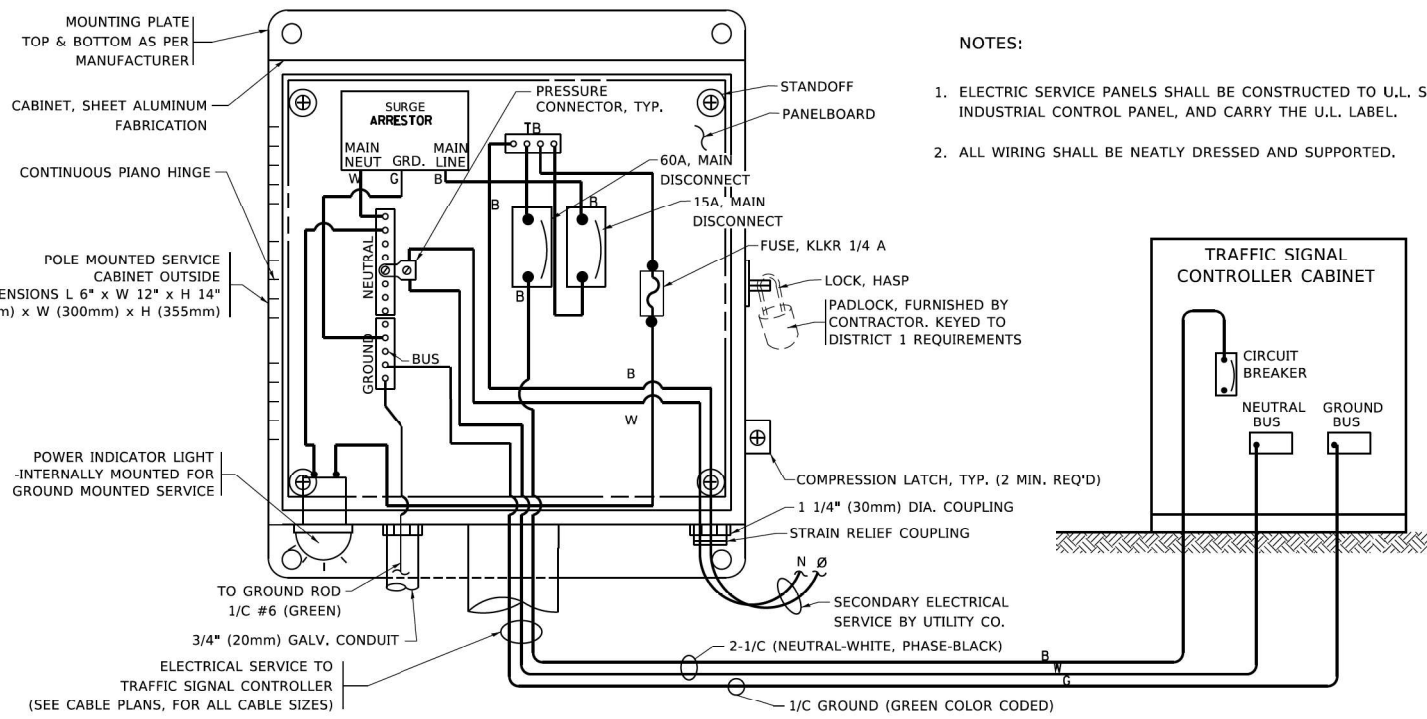 MOUNTING PLATE
TOP & BOTTOM AS PER
MANUFACTURER
CABINET, SHEET ALUMINUM
FABRICATION
CONTINUOUS PIANO HINGE
POLE MOUNTED SERVICE
CABINET OUTSIDE
L 6" x W 12" x H 14"
x W (300mm) x H (355mm)
POWER INDICATOR LIGHT
-INTERNALLY MOUNTED FOR
GROUND MOUNTED SERVICE
TO GROUND ROD
1/C #6 (GREEN)
3/4" (20mm) GALV. CONDUIT
ELECTRICAL SERVICE TO
TRAFFIC SIGNAL CONTROLLER
(SEE CABLE PLANS, FOR ALL CABLE SIZES)
SURGE
ARRESTOR
MAIN NEUT
GRD.
MAIN LINE
W
G
B
PRESSURE
CONNECTOR, TYP.
TB
B
B
B
NEUTRAL
GROUND
BUS
B
W
STANDOFF
PANELBOARD
60A, MAIN
DISCONNECT
15A, MAIN
DISCONNECT
FUSE, KLKR 1/4 A
LOCK, HASP
PADLOCK, FURNISHED BY
CONTRACTOR. KEYED TO
DISTRICT 1 REQUIREMENTS
COMPRESSION LATCH, TYP. (2 MIN. REQ'D)
1 1/4" (30mm) DIA. COUPLING
STRAIN RELIEF COUPLING
N Ø
SECONDARY ELECTRICAL
SERVICE BY UTILITY CO.
2-1/C (NEUTRAL-WHITE, PHASE-BLACK)
B
W
G
1/C GROUND (GREEN COLOR CODED)
NOTES:
1. ELECTRIC SERVICE PANELS SHALL BE CONSTRUCTED TO U.L. S
INDUSTRIAL CONTROL PANEL, AND CARRY THE U.L. LABEL.
2. ALL WIRING SHALL BE NEATLY DRESSED AND SUPPORTED.
TRAFFIC SIGNAL
CONTROLLER CABINET
CIRCUIT
BREAKER
NEUTRAL
BUS
GROUND
BUS